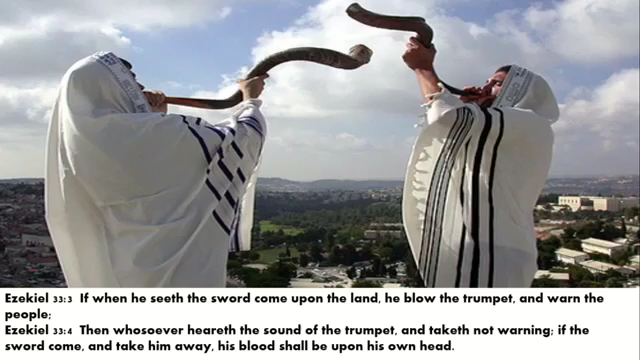 Ezekiel 33:3 If when he seeth the sword come upon the land, he blow the trumpet, and warn the
people;
Ezekiel 33:4 Then whosoever heareth the sound of the trumpet, and taketh not warning; if the
sword come, and take him away, his blood shall be upon his own head.